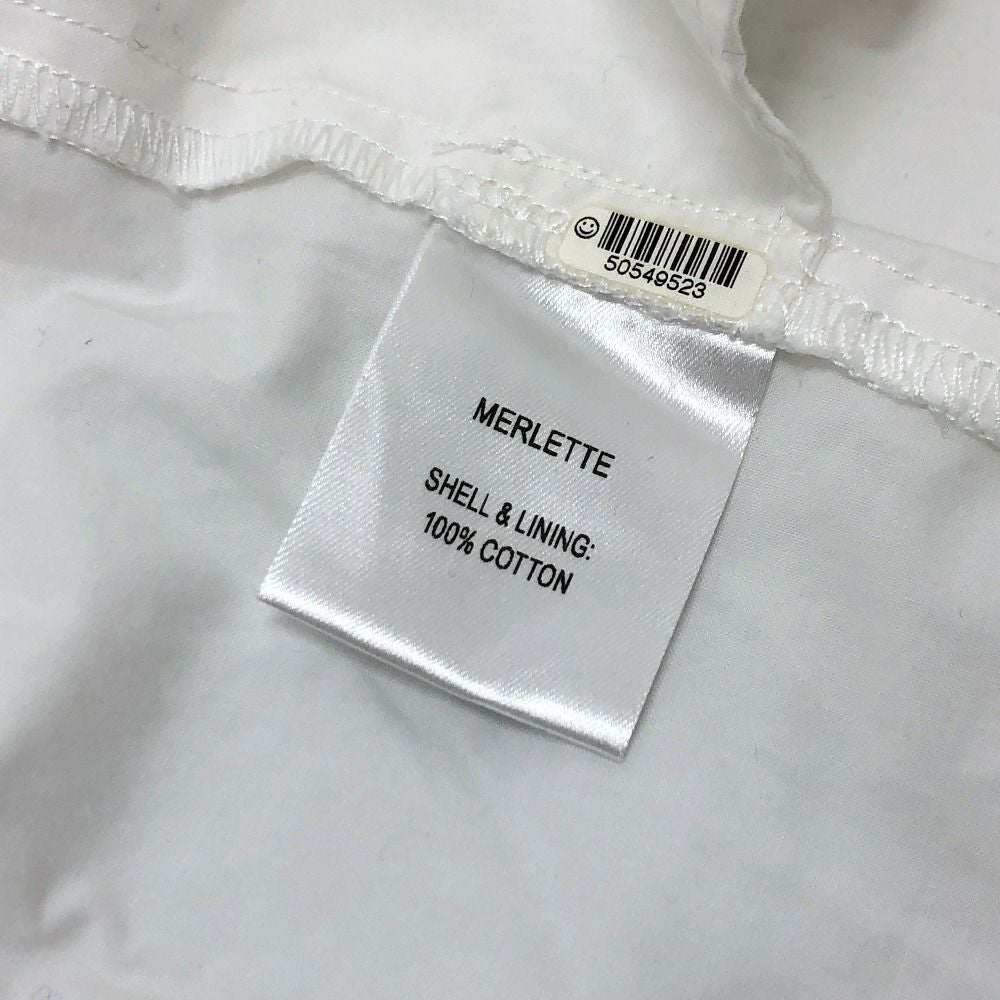 50549523
MERLETTE
SHELL & LINING:
100% COTTON